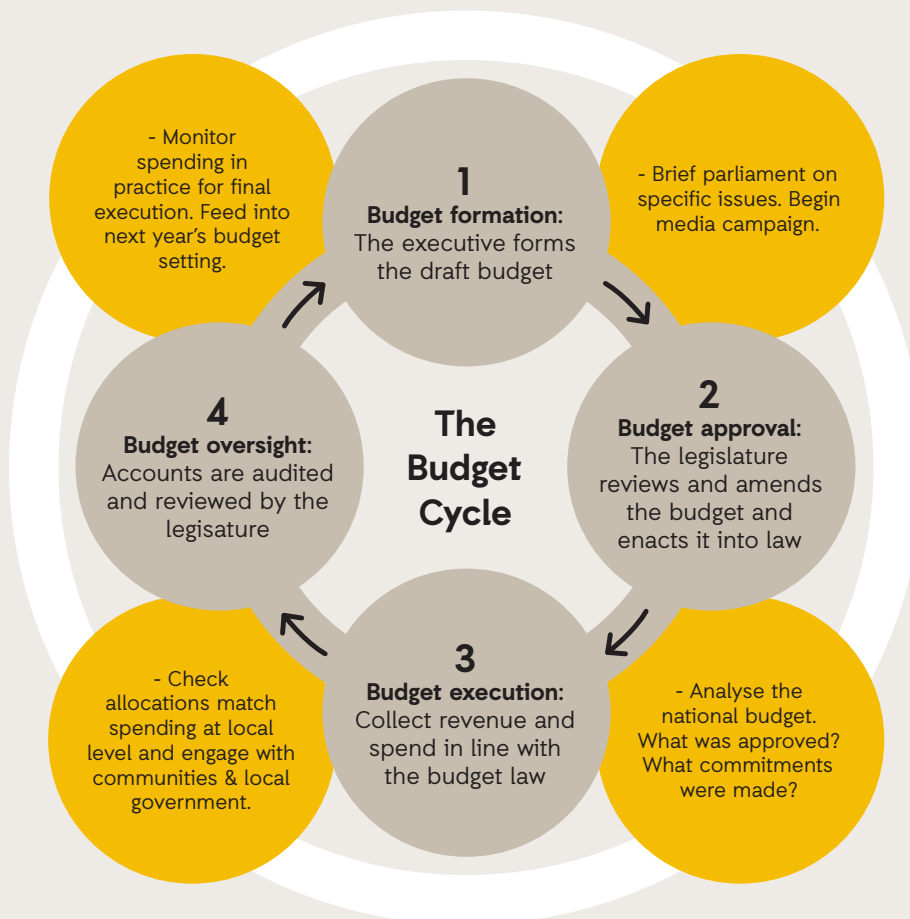 The
Budget
Cycle
1
Budget formation:
The executive forms
the draft budget
- Brief parliament on
specific issues. Begin
media campaign.
2
Budget approval:
The legislature
reviews and amends
the budget and
enacts it into law
- Analyse the
national budget.
What was approved?
What commitments
were made?
3
Budget execution:
Collect revenue and
spend in line with
the budget law
- Check
allocations match
spending at local
level and engage with
communities & local
government.
4
Budget oversight:
Accounts are audited
and reviewed by the
legisature
- Monitor
spending in
practice for final
execution. Feed into
next year's budget
setting.